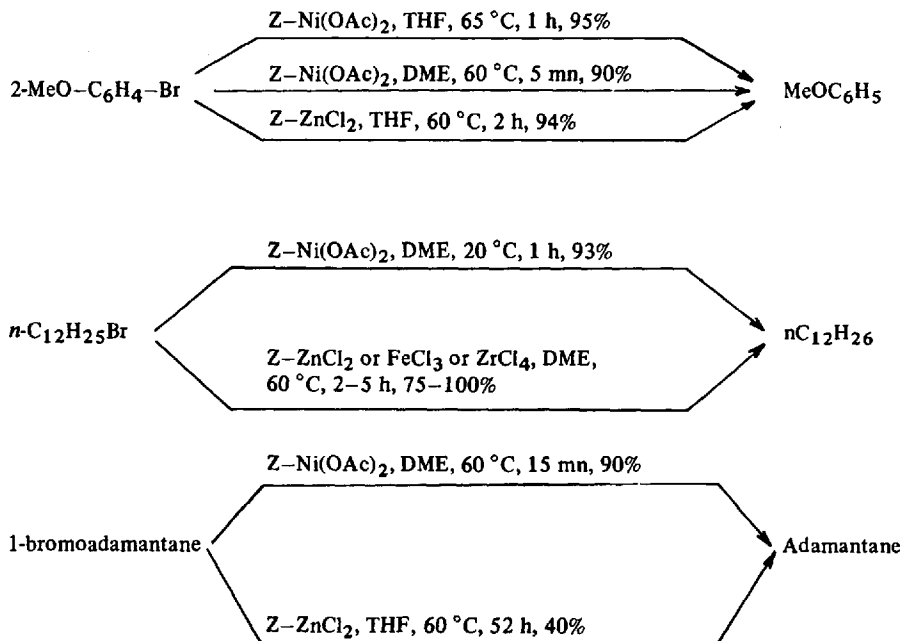 Z–Ni(OAc)₂, THF, 65 °C, 1 h, 95%
2-MeO–C₆H₄–Br
Z–Ni(OAc)₂, DME, 60 °C, 5 mn, 90%
MeOC₆H₅
Z–ZnCl₂, THF, 60 °C, 2 h, 94%
Z–Ni(OAc)₂, DME, 20 °C, 1 h, 93%
n-C₁₂H₂₅Br
nC₁₂H₂₆
Z–ZnCl₂ or FeCl₃ or ZrCl₄, DME,
60 °C, 2–5 h, 75–100%
Z–Ni(OAc)₂, DME, 60 °C, 15 mn, 90%
1-bromoadamantane
Adamantane
Z–ZnCl₂, THF, 60 °C, 52 h, 40%